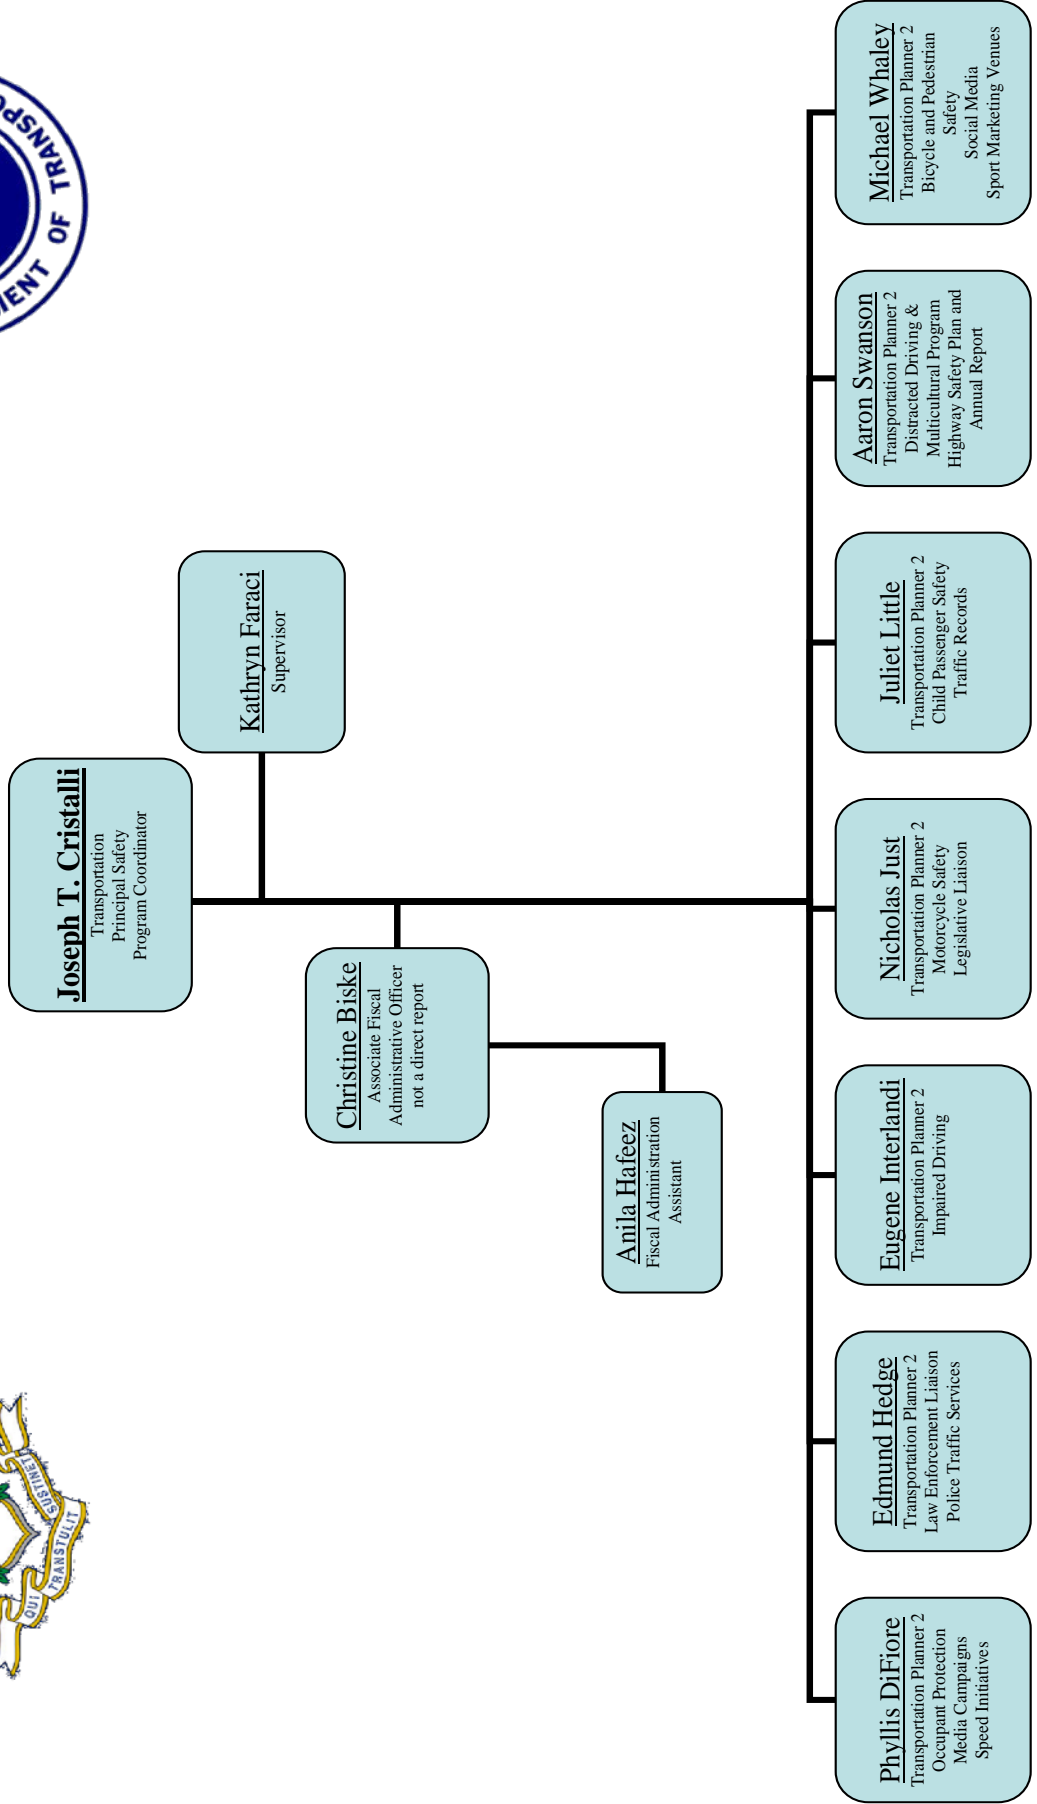 QUI TRANSTULIT SUSTINET
OF
Joseph T. Cristalli
Transportation
Principal Safety
Program Coordinator
Kathryn Faraci
Supervisor
Christine Biske
Associate Fiscal
Administrative Officer
not a direct report
Anila Hafeez
Fiscal Administration
Assistant
Phyllis DiFiore
Transportation Planner 2
Occupant Protection
Media Campaigns
Speed Initiatives
Edmund Hedge
Transportation Planner 2
Law Enforcement Liaison
Police Traffic Services
Eugene Interlandi
Transportation Planner 2
Impaired Driving
Nicholas Just
Transportation Planner 2
Motorcycle Safety
Legislative Liaison
Juliet Little
Transportation Planner 2
Child Passenger Safety
Traffic Records
Aaron Swanson
Transportation Planner 2
Distracted Driving &
Multicultural Program
Highway Safety Plan and
Annual Report
Michael Whaley
Transportation Planner 2
Bicycle and Pedestrian
Safety
Social Media
Sport Marketing Venues